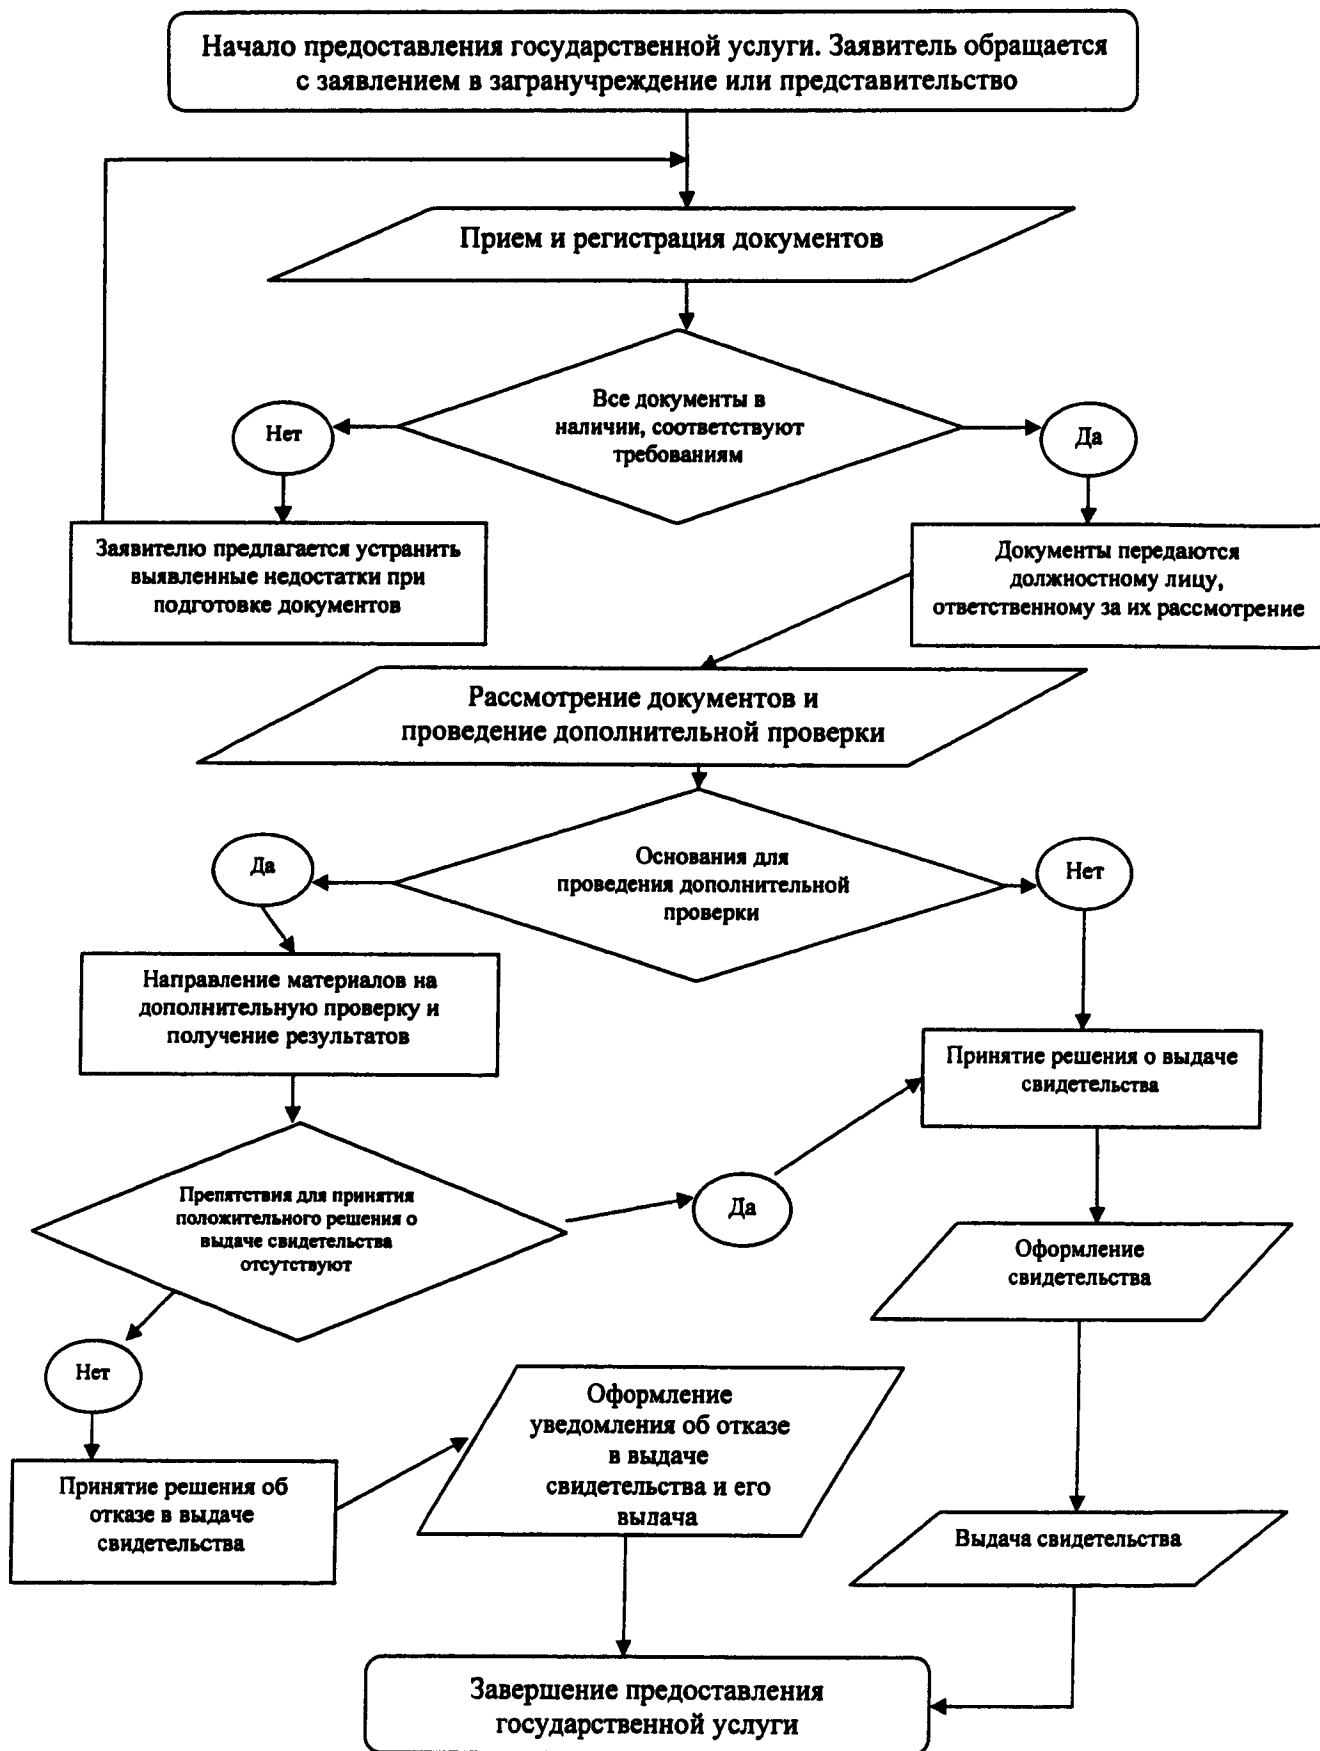 Начало предоставления государственной услуги. Заявитель обращается
с заявлением в загранучреждение или представительство
Прием и регистрация документов
Все документы в
наличии, соответствуют
требованиям
Нет
Да
Заявителю предлагается устранить
выявленные недостатки при
подготовке документов
Документы передаются
должностному лицу,
ответственному за их рассмотрение
Рассмотрение документов и
проведение дополнительной проверки
Основания для
проведения дополнительной
проверки
Да
Нет
Направление материалов на
дополнительную проверку и
получение результатов
Принятие решения о выдаче
свидетельства
Препятствия для принятия
положительного решения о
выдаче свидетельства
отсутствуют
Да
Оформление
свидетельства
Нет
Оформление
уведомления об отказе
в выдаче
свидетельства и его
выдача
Принятие решения об
отказе в выдаче
свидетельства
Выдача свидетельства
Завершение предоставления
государственной услуги